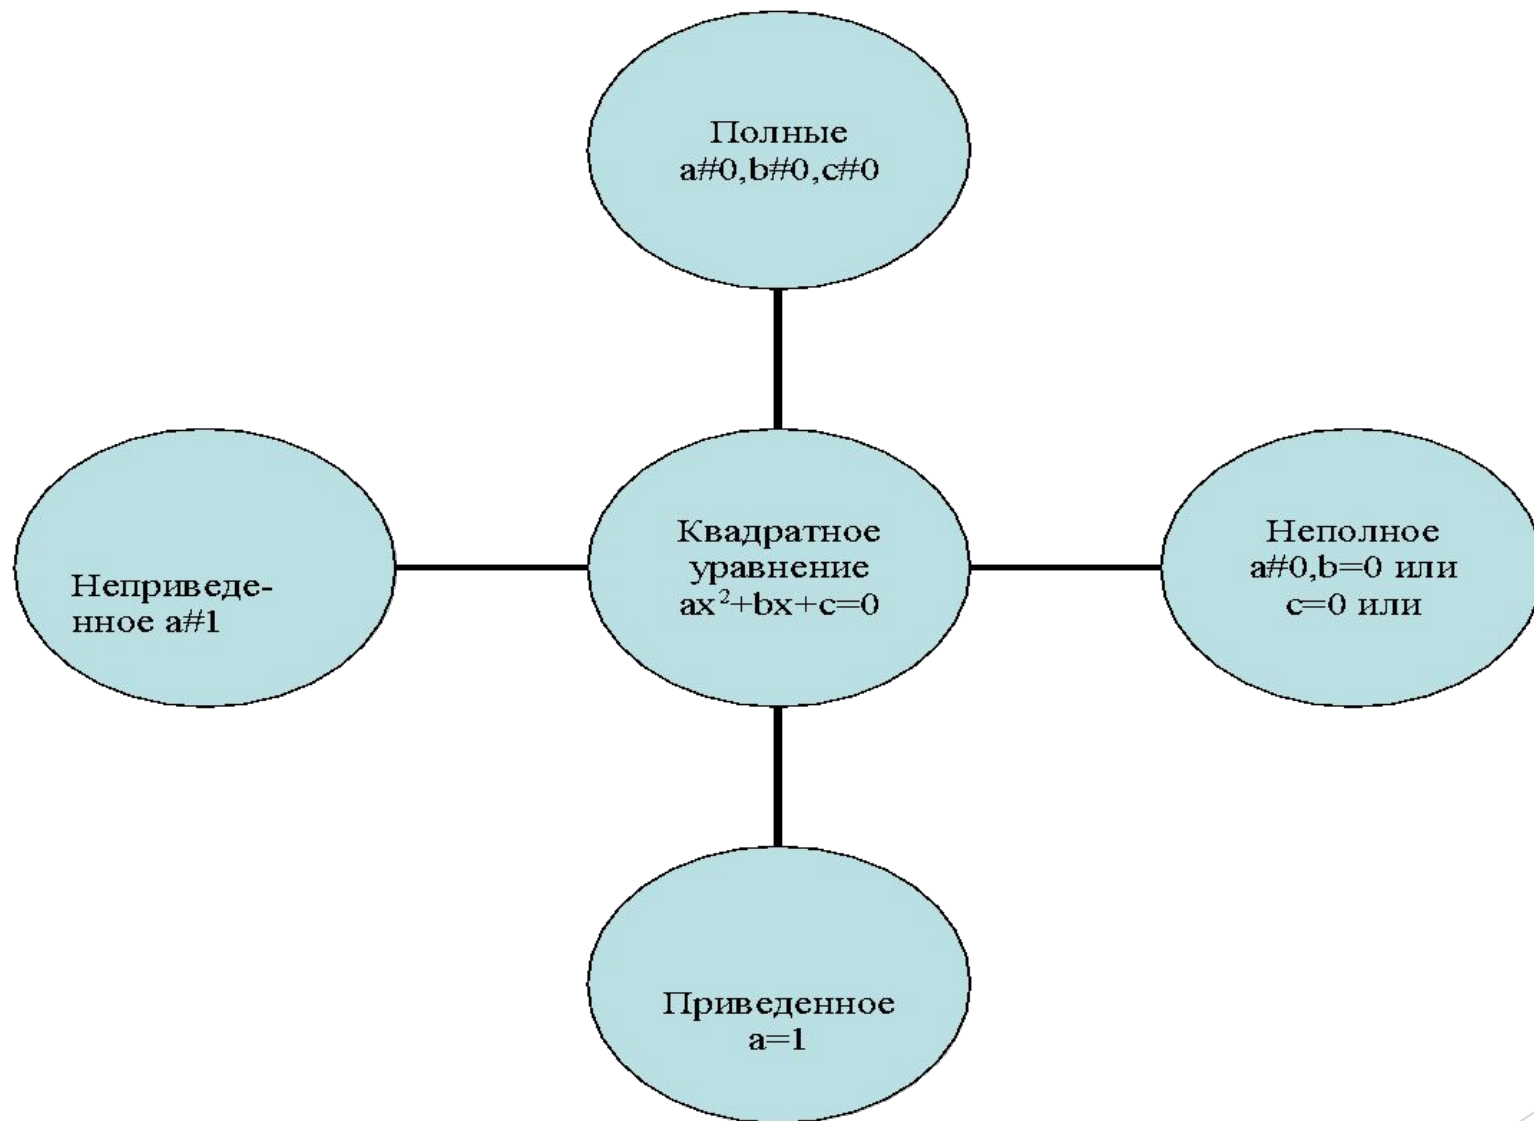 Полные
a#0,b#0,c#0
Неприведе-
нное a#1
Квадратное
уравнение
ax²+bx+c=0
Неполное
a#0,b=0 или
c=0 или
Приведенное
a=1